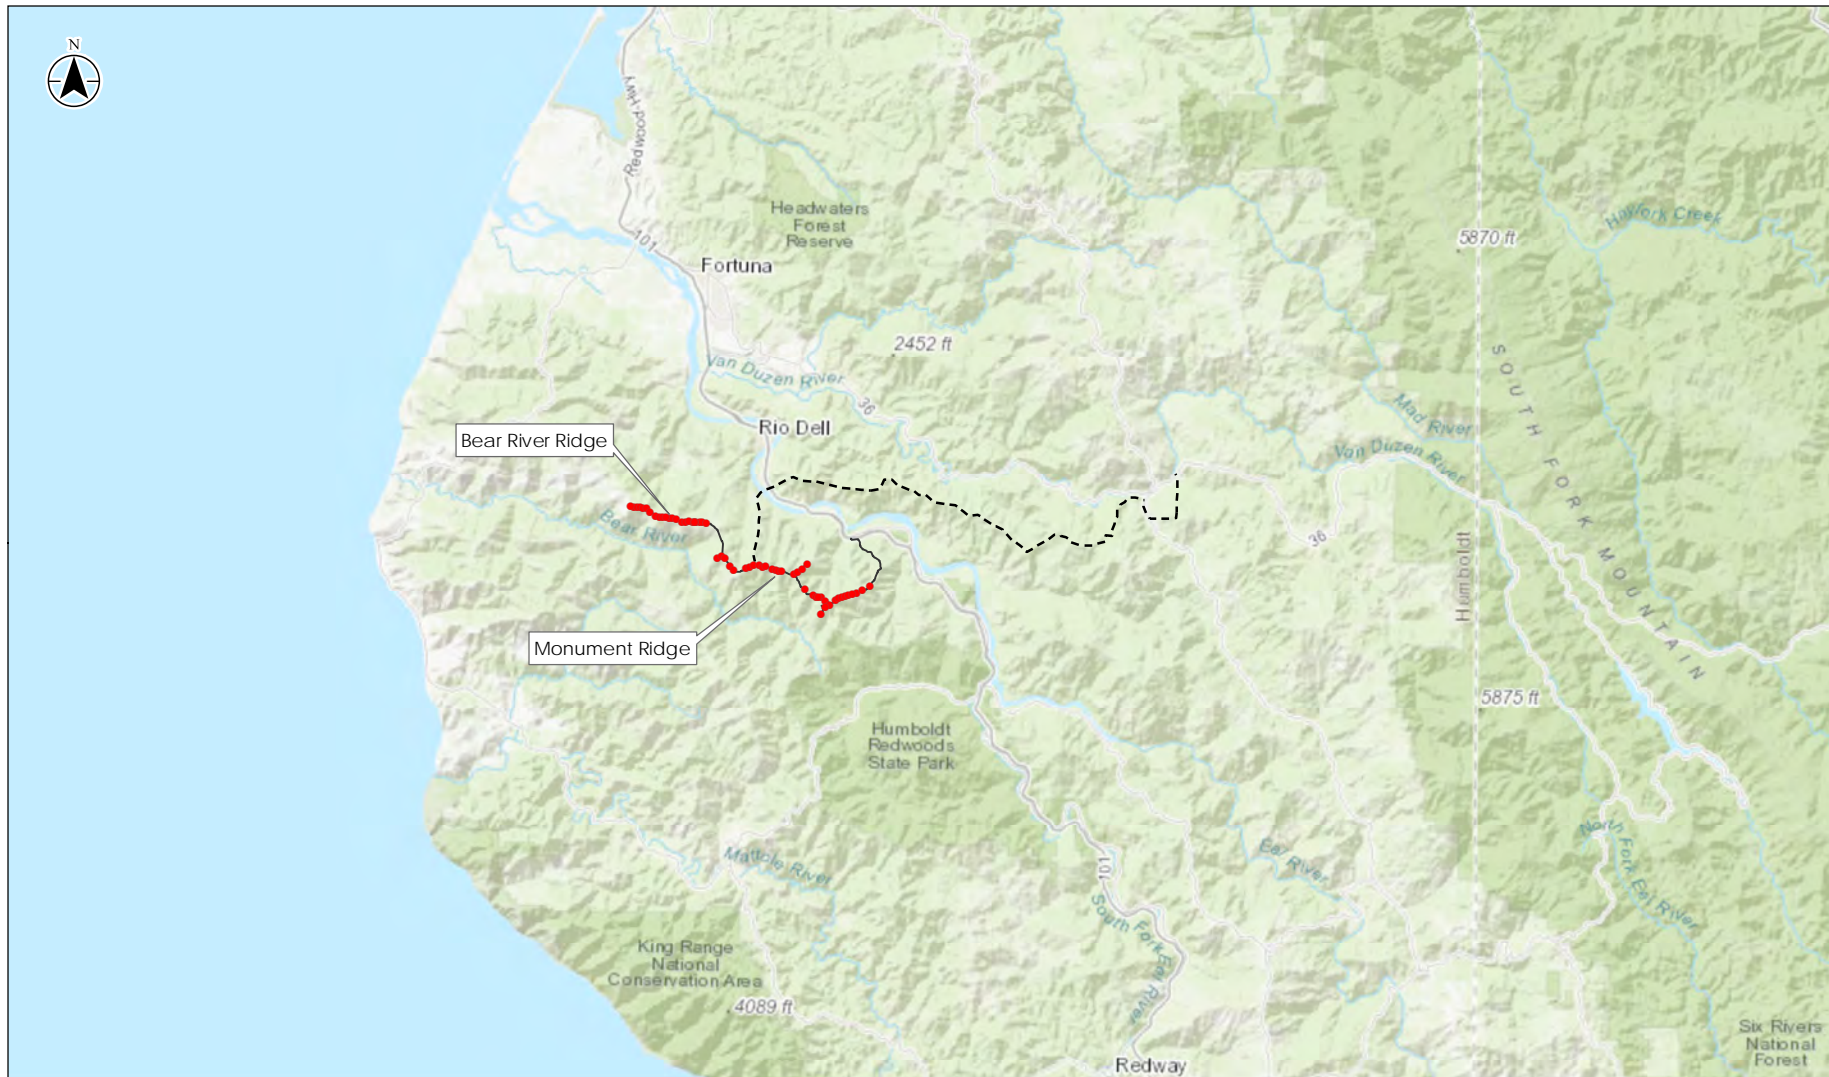 N
Redwood-Hwy
101
Headwaters
Forest
Reserve
Hayfork Creek
5870 ft
Fortuna
2452 ft
Van Duzen River
36
SOUTH FORK MOUNTAIN
Mad River
Rio Dell
Bear River Ridge
Van Duzen River
Bear River
36
Humboldt
Monument Ridge
5875 ft
Humboldt
Redwoods
State Park
Mattole River
Eel River
101
North Fork Eel River
South Fork Eel River
King Range
National
Conservation Area
4089 ft
Six Rivers
National
Forest
Redway